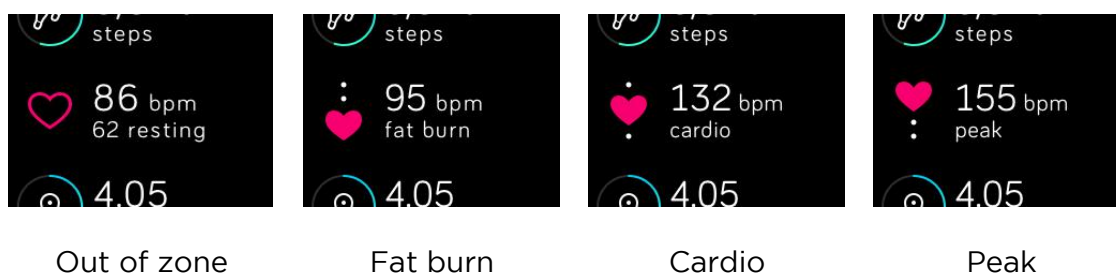 steps
86 bpm
62 resting
4.05
Out of zone
steps
95 bpm
fat burn
4.05
Fat burn
steps
132 bpm
cardio
4.05
Cardio
steps
155 bpm
peak
4.05
Peak